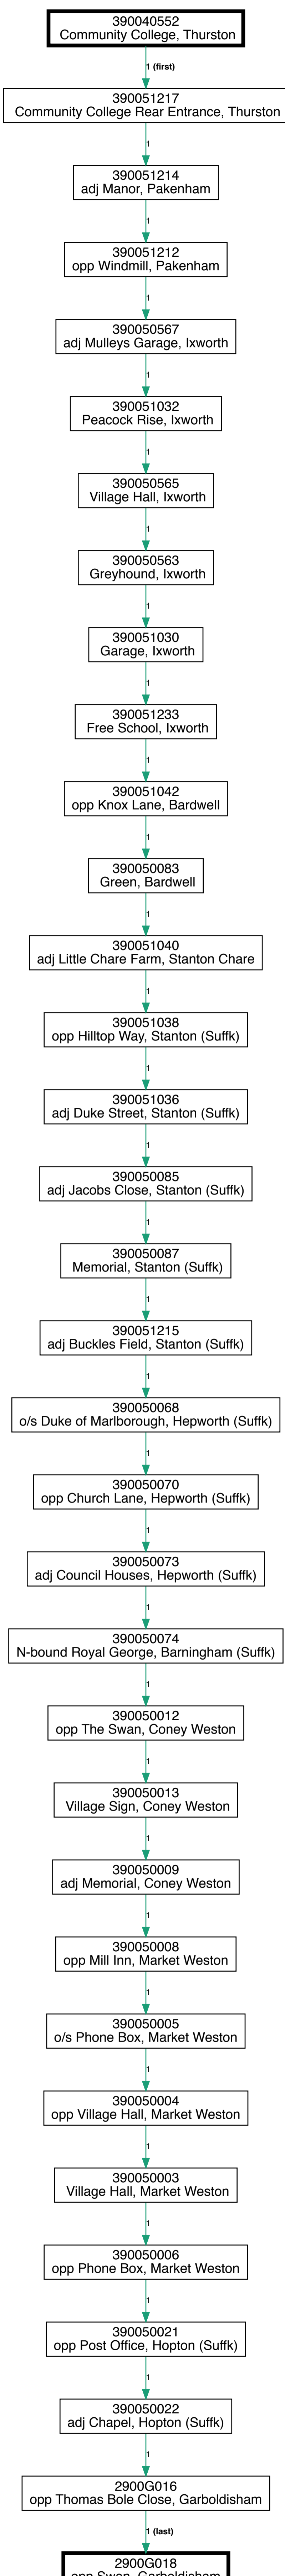 390040552
Community College, Thurston
1 (first)
390051217
Community College Rear Entrance, Thurston
1
390051214
adj Manor, Pakenham
1
390051212
opp Windmill, Pakenham
1
390050567
adj Mulleys Garage, Ixworth
1
390051032
Peacock Rise, Ixworth
1
390050565
Village Hall, Ixworth
1
390050563
Greyhound, Ixworth
1
390051030
Garage, Ixworth
1
390051233
Free School, Ixworth
1
390051042
opp Knox Lane, Bardwell
1
390050083
Green, Bardwell
1
390051040
adj Little Chare Farm, Stanton Chare
1
390051038
opp Hilltop Way, Stanton (Suffk)
1
390051036
adj Duke Street, Stanton (Suffk)
1
390050085
adj Jacobs Close, Stanton (Suffk)
1
390050087
Memorial, Stanton (Suffk)
1
390051215
adj Buckles Field, Stanton (Suffk)
1
390050068
o/s Duke of Marlborough, Hepworth (Suffk)
1
390050070
opp Church Lane, Hepworth (Suffk)
1
390050073
adj Council Houses, Hepworth (Suffk)
1
390050074
N-bound Royal George, Barningham (Suffk)
1
390050012
opp The Swan, Coney Weston
1
390050013
Village Sign, Coney Weston
1
390050009
adj Memorial, Coney Weston
1
390050008
opp Mill Inn, Market Weston
1
390050005
o/s Phone Box, Market Weston
1
390050004
opp Village Hall, Market Weston
1
390050003
Village Hall, Market Weston
1
390050006
opp Phone Box, Market Weston
1
390050021
opp Post Office, Hopton (Suffk)
1
390050022
adj Chapel, Hopton (Suffk)
1
2900G016
opp Thomas Bole Close, Garboldisham
1 (last)
2900G018
opp Swan, Garboldisham